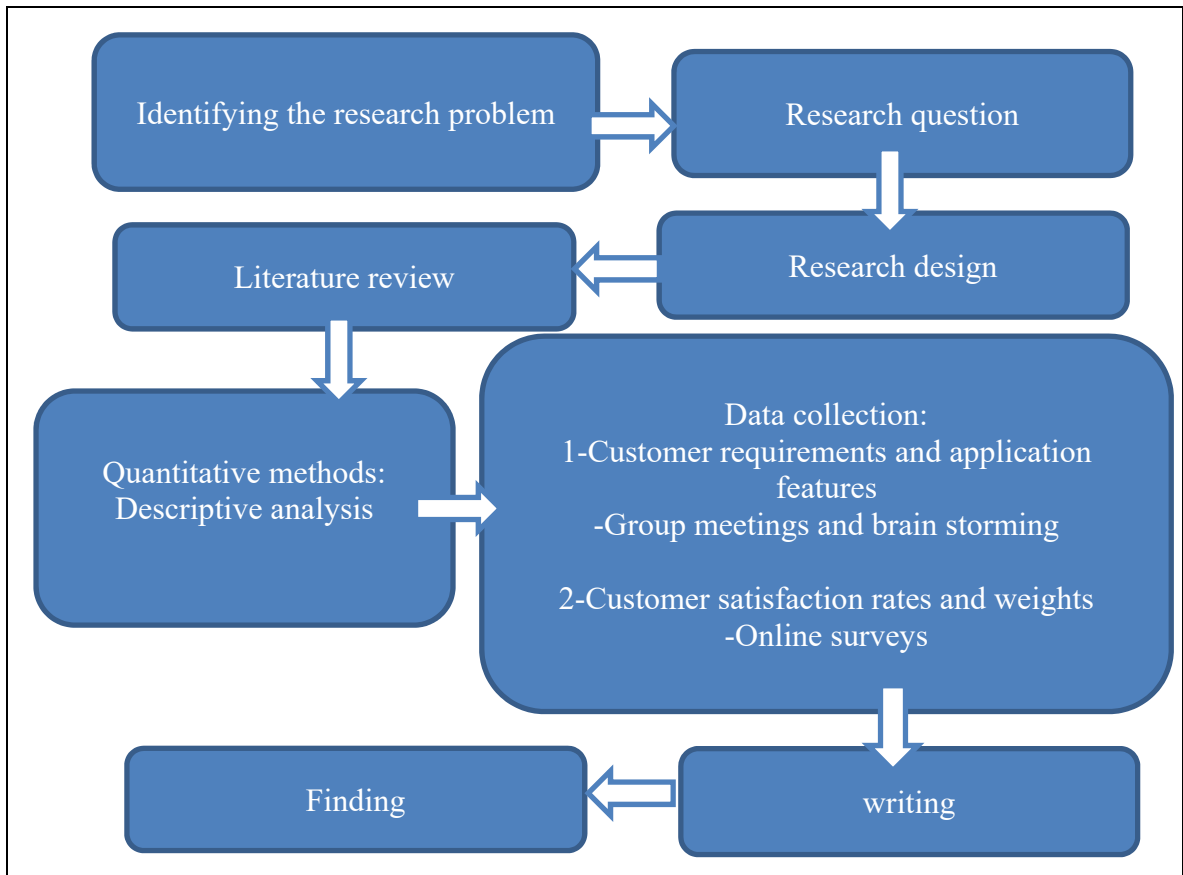 Identifying the research problem
Research question
Research design
Literature review
Quantitative methods:
Descriptive analysis
Data collection:
1-Customer requirements and application
features
-Group meetings and brain storming
2-Customer satisfaction rates and weights
-Online surveys
writing
Finding